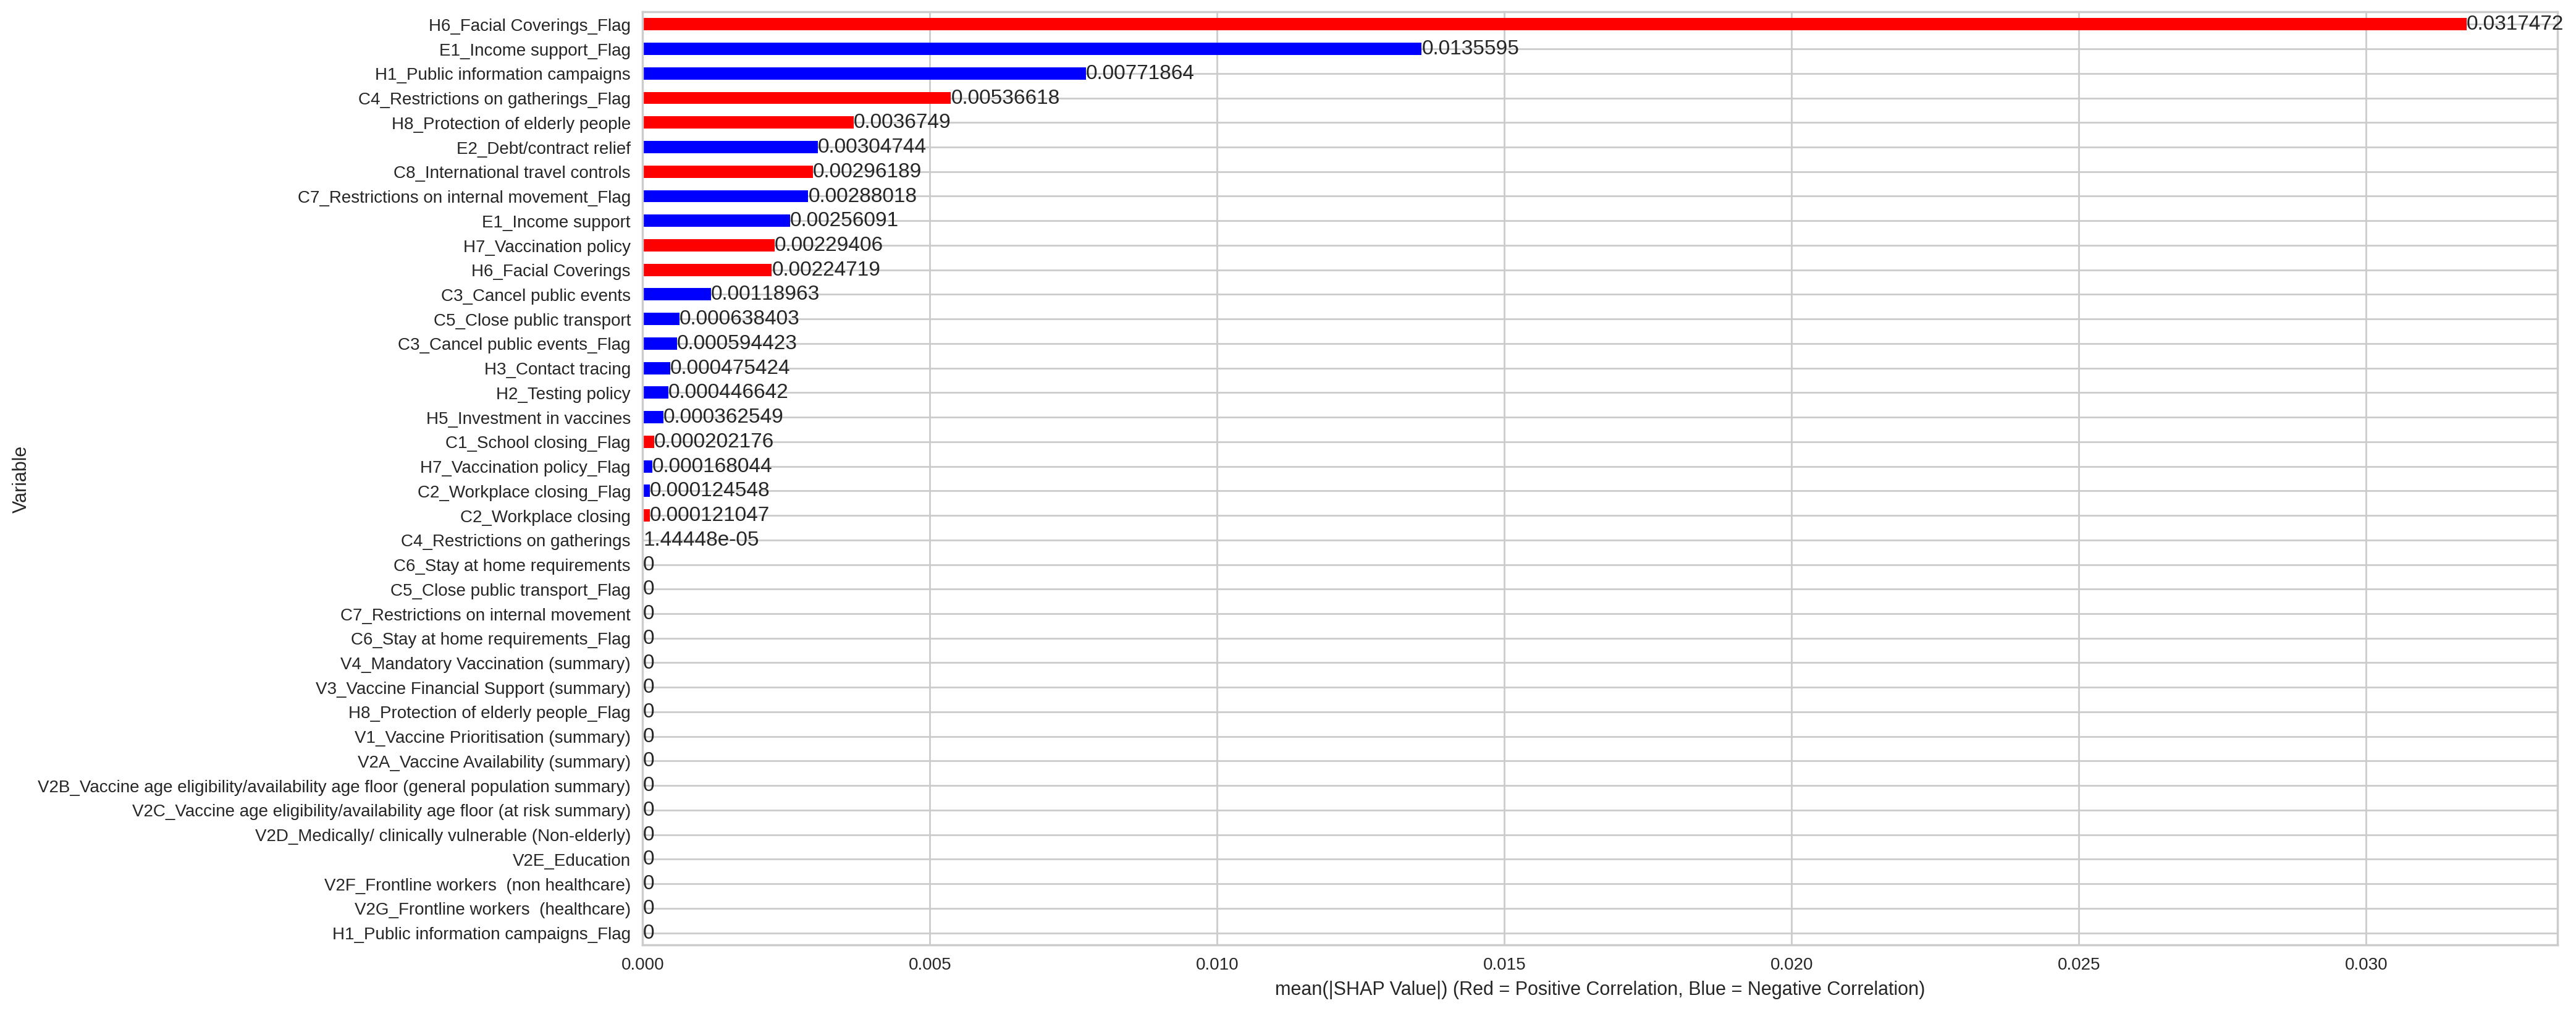 H6_Facial Coverings_Flag 0.0317472
E1_Income support_Flag 0.0135595
H1_Public information campaigns 0.00771864
C4_Restrictions on gatherings_Flag 0.00536618
H8_Protection of elderly people 0.0036749
E2_Debt/contract relief 0.00304744
C8_International travel controls 0.00296189
C7_Restrictions on internal movement_Flag 0.00288018
E1_Income support 0.00256091
H7_Vaccination policy 0.00229406
H6_Facial Coverings 0.00224719
C3_Cancel public events 0.00118963
C5_Close public transport 0.000638403
C3_Cancel public events_Flag 0.000594423
H3_Contact tracing 0.000475424
H2_Testing policy 0.000446642
H5_Investment in vaccines 0.000362549
C1_School closing_Flag 0.000202176
H7_Vaccination policy_Flag 0.000168044
C2_Workplace closing_Flag 0.000124548
C2_Workplace closing 0.000121047
C4_Restrictions on gatherings 1.44448e-05
C6_Stay at home requirements 0
C5_Close public transport_Flag 0
C7_Restrictions on internal movement 0
C6_Stay at home requirements_Flag 0
V4_Mandatory Vaccination (summary) 0
V3_Vaccine Financial Support (summary) 0
H8_Protection of elderly people_Flag 0
V1_Vaccine Prioritisation (summary) 0
V2A_Vaccine Availability (summary) 0
V2B_Vaccine age eligibility/availability age floor (general population summary) 0
V2C_Vaccine age eligibility/availability age floor (at risk summary) 0
V2D_Medically/ clinically vulnerable (Non-elderly) 0
V2E_Education 0
V2F_Frontline workers  (non healthcare) 0
V2G_Frontline workers  (healthcare) 0
H1_Public information campaigns_Flag 0
Variable
0.000 0.005 0.010 0.015 0.020 0.025 0.030
mean(|SHAP Value|) (Red = Positive Correlation, Blue = Negative Correlation)